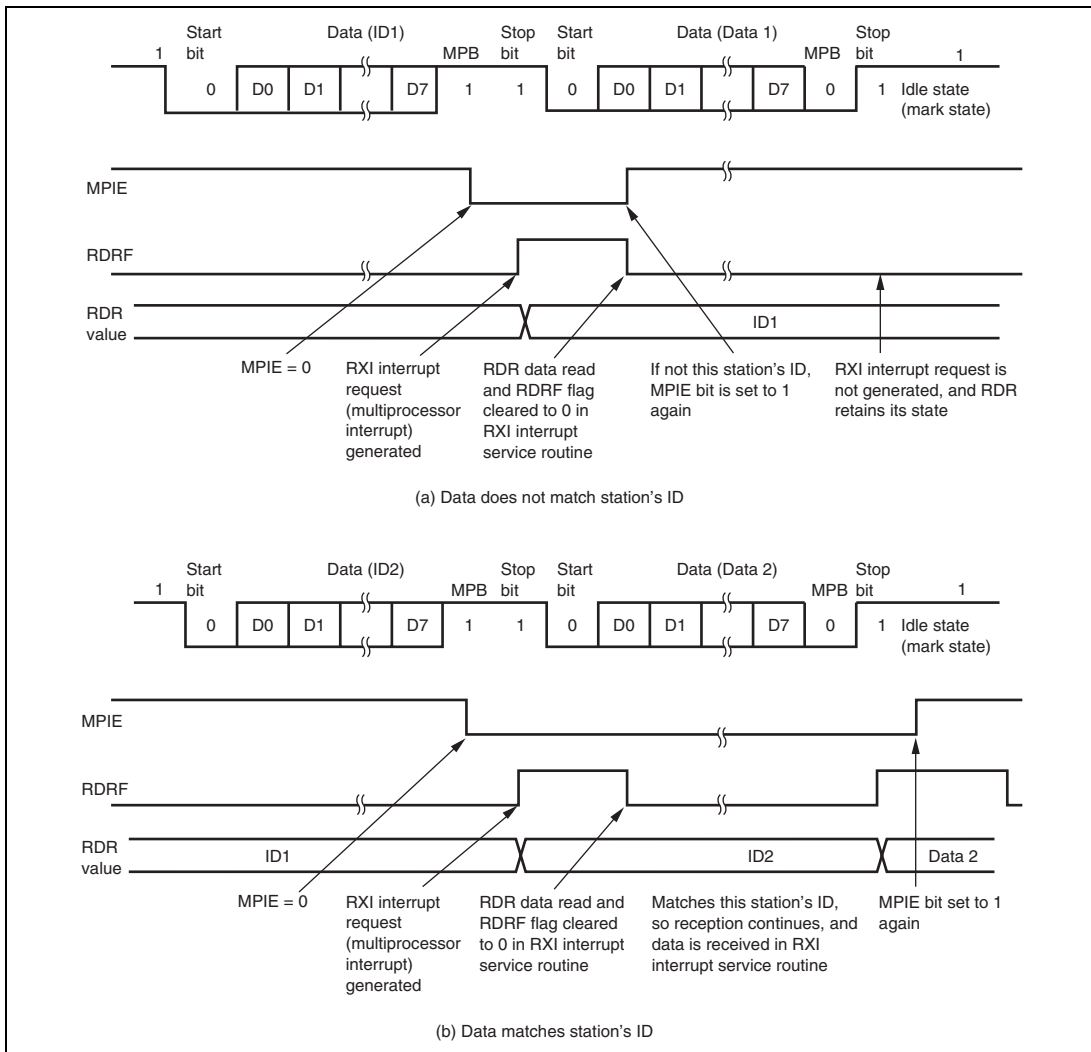 Start bit Data (ID1) MPB Stop bit Start bit Data (Data 1) MPB Stop bit
1 1
0 D0 D1 D7 1 1 0 D0 D1 D7 0 1 Idle state (mark state)
MPIE
RDRF
RDR value
ID1
MPIE = 0
RXI interrupt
request
(multiprocessor
interrupt)
generated
RDR data read
and RDRF flag
cleared to 0 in
RXI interrupt
service routine
If not this station's ID,
MPIE bit is set to 1
again
RXI interrupt request is
not generated, and RDR
retains its state
(a) Data does not match station's ID
Start bit Data (ID2) MPB Stop bit Start bit Data (Data 2) MPB Stop bit
1 1
0 D0 D1 D7 1 1 0 D0 D1 D7 0 1 Idle state (mark state)
MPIE
RDRF
RDR value
ID1 ID2 Data 2
MPIE = 0
RXI interrupt
request
(multiprocessor
interrupt)
generated
RDR data read and
RDRF flag cleared
to 0 in RXI interrupt
service routine
Matches this station's ID,
so reception continues, and
data is received in RXI
interrupt service routine
MPIE bit set to 1
again
(b) Data matches station's ID